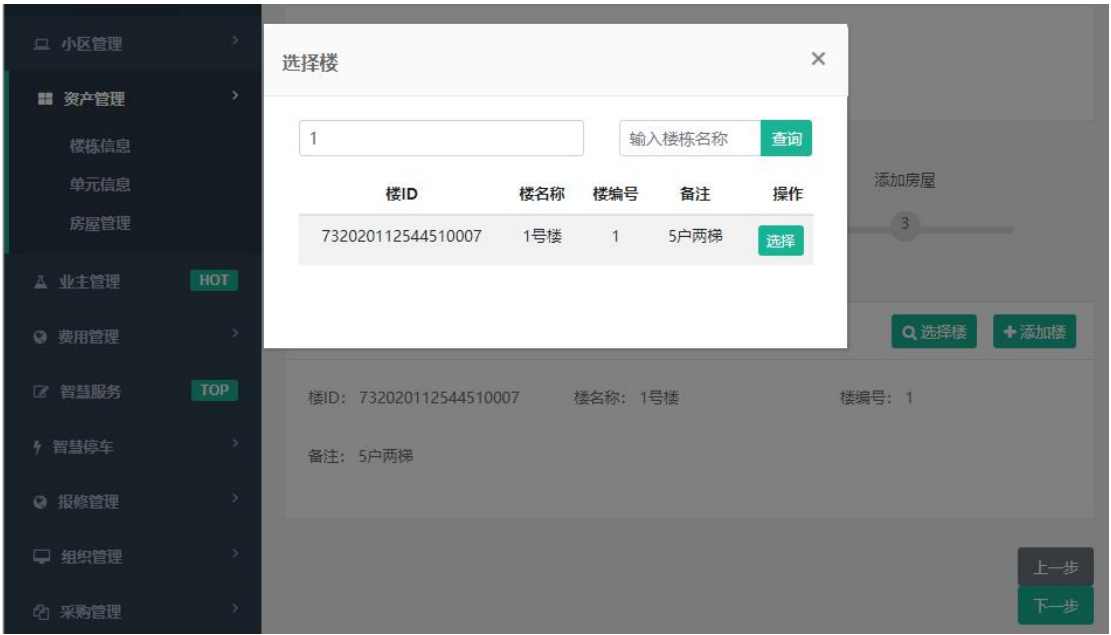 小区管理
资产管理
楼栋信息
单元信息
房屋管理
业主管理 HOT
费用管理
智慧服务 TOP
智慧停车
报修管理
组织管理
采购管理
选择楼 ×
1 输入楼栋名称 查询
楼ID 楼名称 楼编号 备注 操作
732020112544510007 1号楼 1 5户两梯 选择
添加房屋
3
选择楼 添加楼
楼ID: 732020112544510007 楼名称: 1号楼 楼编号: 1
备注: 5户两梯
上一步
下一步